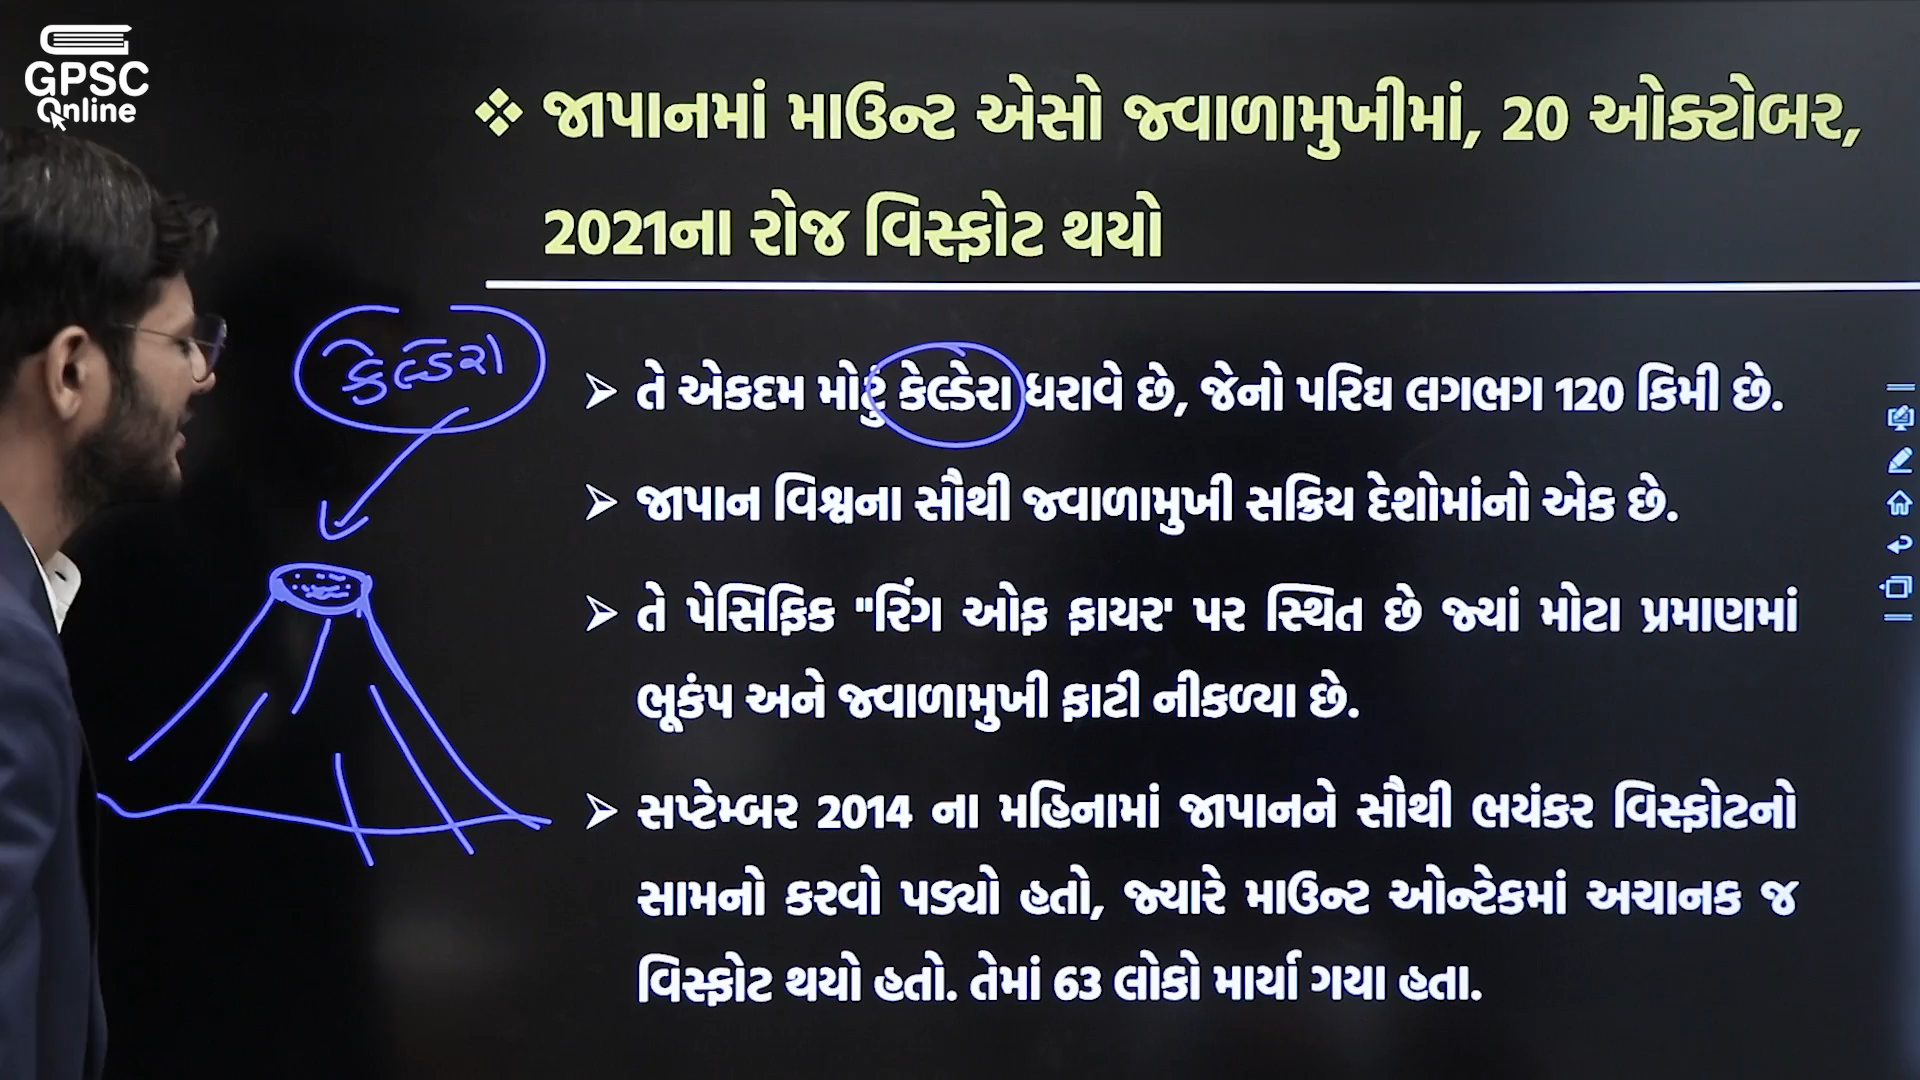 GPSC
Online
❖ જાપાનમાં માઉન્ટ એસો જ્વાળામુખીમાં, 20 ઓક્ટોબર,
2021ના રોજ વિસ્ફોટ થયો
કેલ્ડેરા
➢ તે એકદમ મોટુ કેલ્ડેરા ધરાવે છે, જેનો પરિઘ લગભગ 120 કિમી છે.
➢ જાપાન વિશ્વના સૌથી જ્વાળામુખી સક્રિય દેશોમાંનો એક છે.
➢ તે પેસિફિક "રિંગ ઓફ ફાયર' પર સ્થિત છે જ્યાં મોટા પ્રમાણમાં
ભૂકંપ અને જ્વાળામુખી ફાટી નીકળ્યા છે.
➢ સપ્ટેમ્બર 2014 ના મહિનામાં જાપાનને સૌથી ભયંકર વિસ્ફોટનો
સામનો કરવો પડ્યો હતો, જ્યારે માઉન્ટ ઓન્ટેકમાં અચાનક જ
વિસ્ફોટ થયો હતો. તેમાં 63 લોકો માર્યા ગયા હતા.